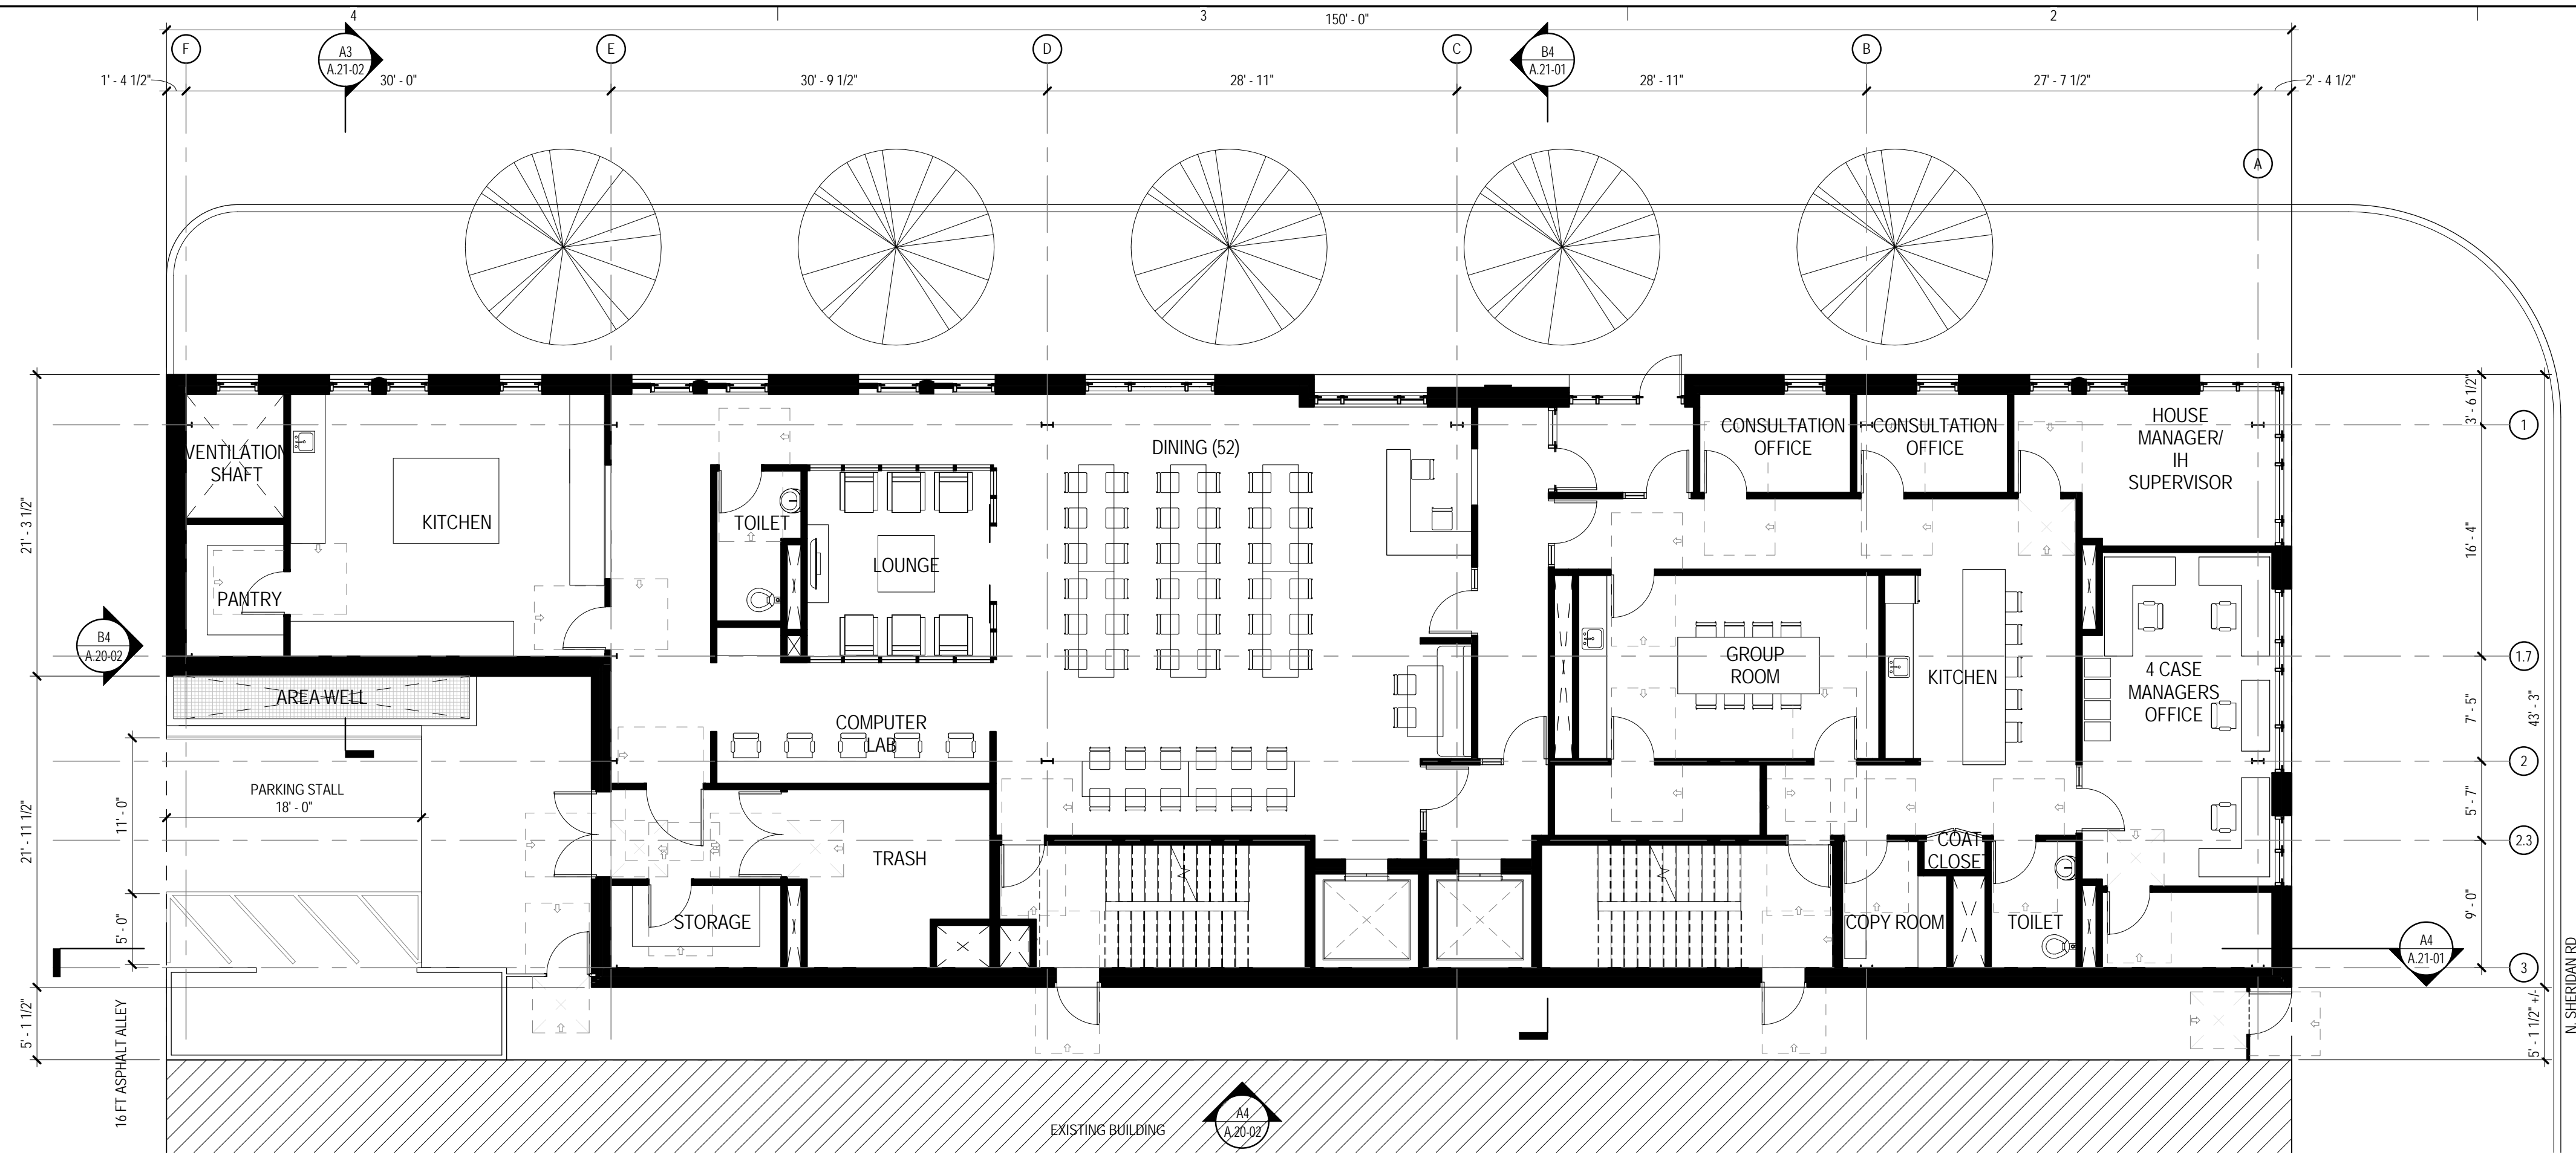 4
3
2
150' - 0"
F
A3
A.21-02
E
D
C
B4
A.21-01
B
A
1' - 4 1/2"
30' - 0"
30' - 9 1/2"
28' - 11"
28' - 11"
27' - 7 1/2"
2' - 4 1/2"
VENTILATION
SHAFT
KITCHEN
PANTRY
TOILET
LOUNGE
DINING (52)
CONSULTATION
OFFICE
CONSULTATION
OFFICE
HOUSE
MANAGER/
IH
SUPERVISOR
GROUP
ROOM
KITCHEN
4 CASE
MANAGERS
OFFICE
AREA WELL
COMPUTER
LAB
PARKING STALL
18' - 0"
TRASH
STORAGE
COAT
CLOSET
COPY ROOM
TOILET
21' - 3 1/2"
21' - 11 1/2"
5' - 1 1/2"
11' - 0"
5' - 0"
16 FT ASPHALT ALLEY
B4
A.20-02
3' - 6 1/2"
16' - 4"
7' - 5"
5' - 7"
9' - 0"
43' - 3"
5' - 1 1/2" +/-
1
1.7
2
2.3
3
A4
A.21-01
N. SHERIDAN RD
EXISTING BUILDING
A4
A.20-02